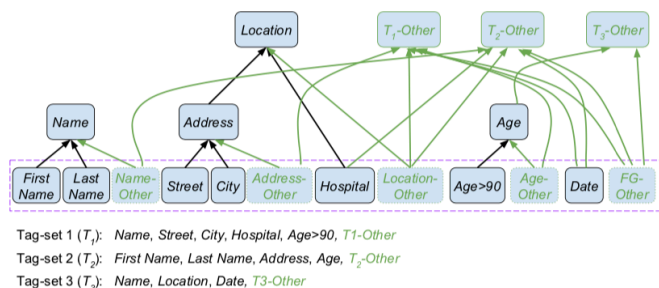 Location T1-Other T2-Other T3-Other
Name Address Age
First Name Last Name Name-Other Street City Address-Other Hospital Location-Other Age>90 Age-Other Date FG-Other
Tag-set 1 (T1): Name, Street, City, Hospital, Age>90, T1-Other
Tag-set 2 (T2): First Name, Last Name, Address, Age, T2-Other
Tag-set 3 (T3): Name, Location, Date, T3-Other